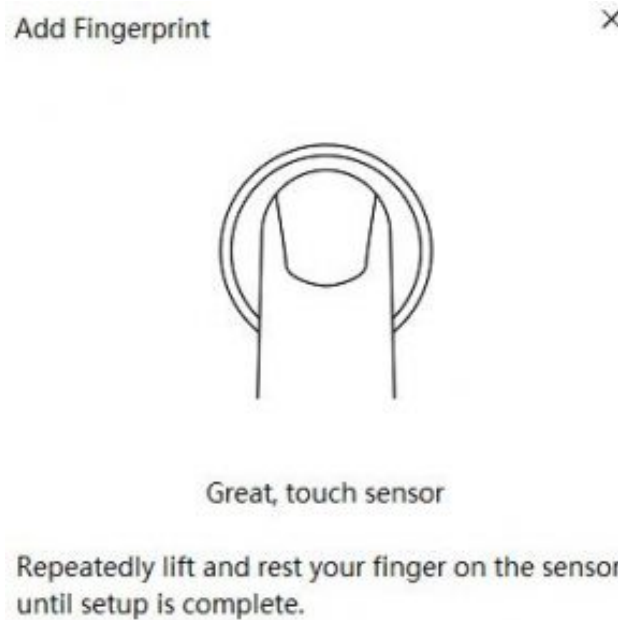 Add Fingerprint
Great, touch sensor
Repeatedly lift and rest your finger on the sensor
until setup is complete.